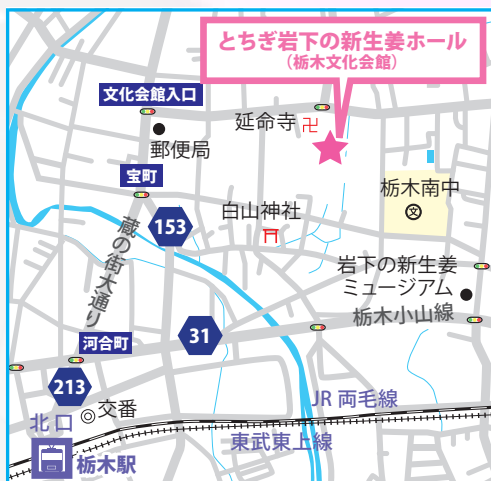 とちぎ岩下の新生姜ホール
(栃木文化会館)
文化会館入口
延命寺
卍
郵便局
宝町
栃木南中
文
白山神社
153
蔵の街大通り
岩下の新生姜
ミュージアム
栃木小山線
31
河合町
213
交番
JR 両毛線
北口
東武東上線
栃木駅